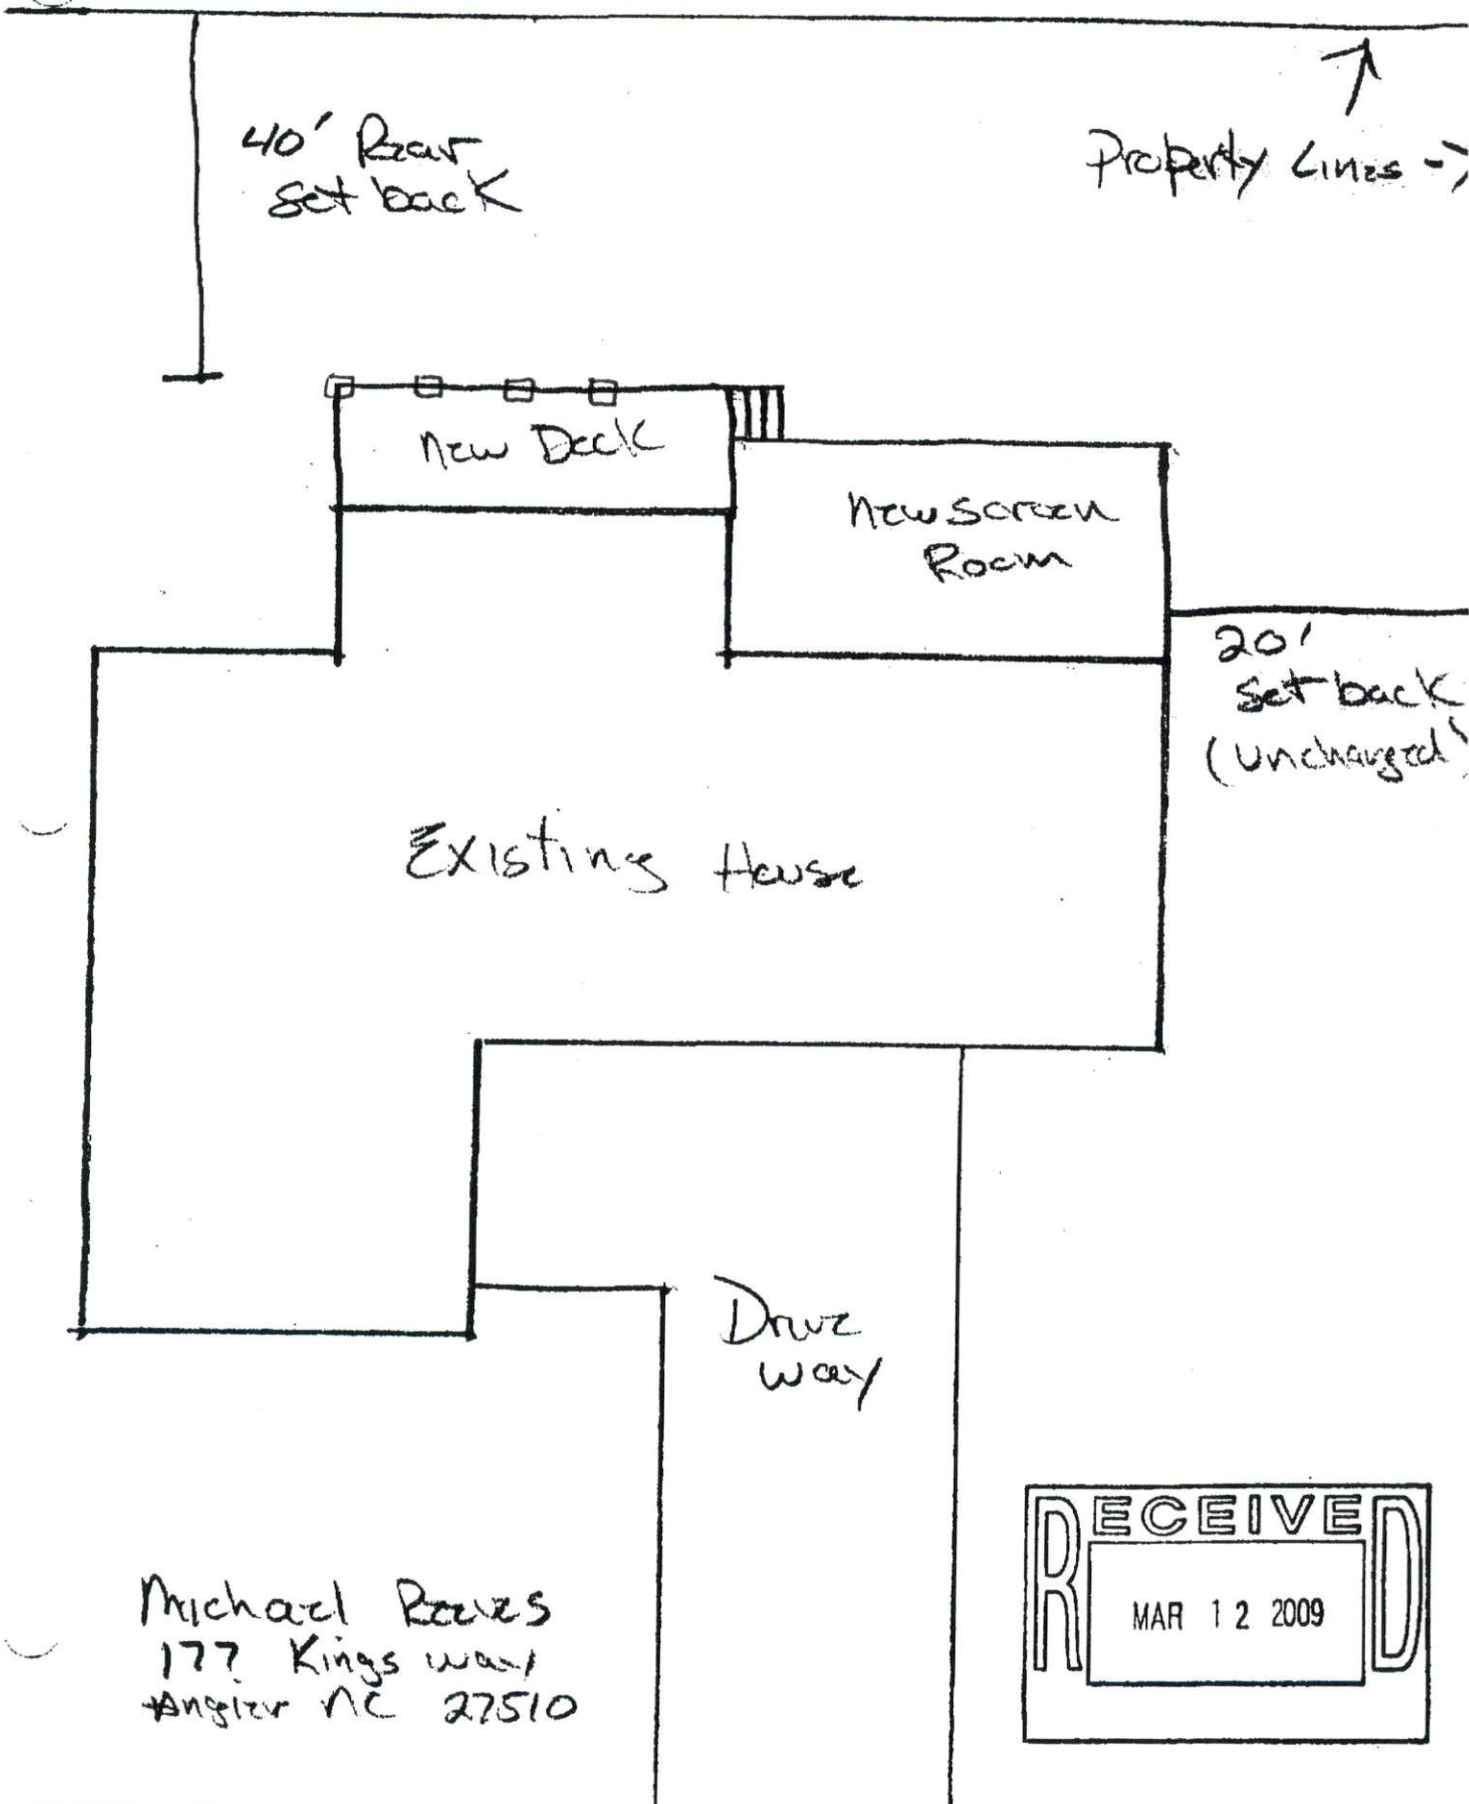 40' Rear
set back
Property Lines ->
New Deck
New Screen
Room
20'
set back
(unchanged)
Existing House
Drive
way
RECEIVED
MAR 12 2009
Michael Reeves
177 Kings way
Angier NC 27510